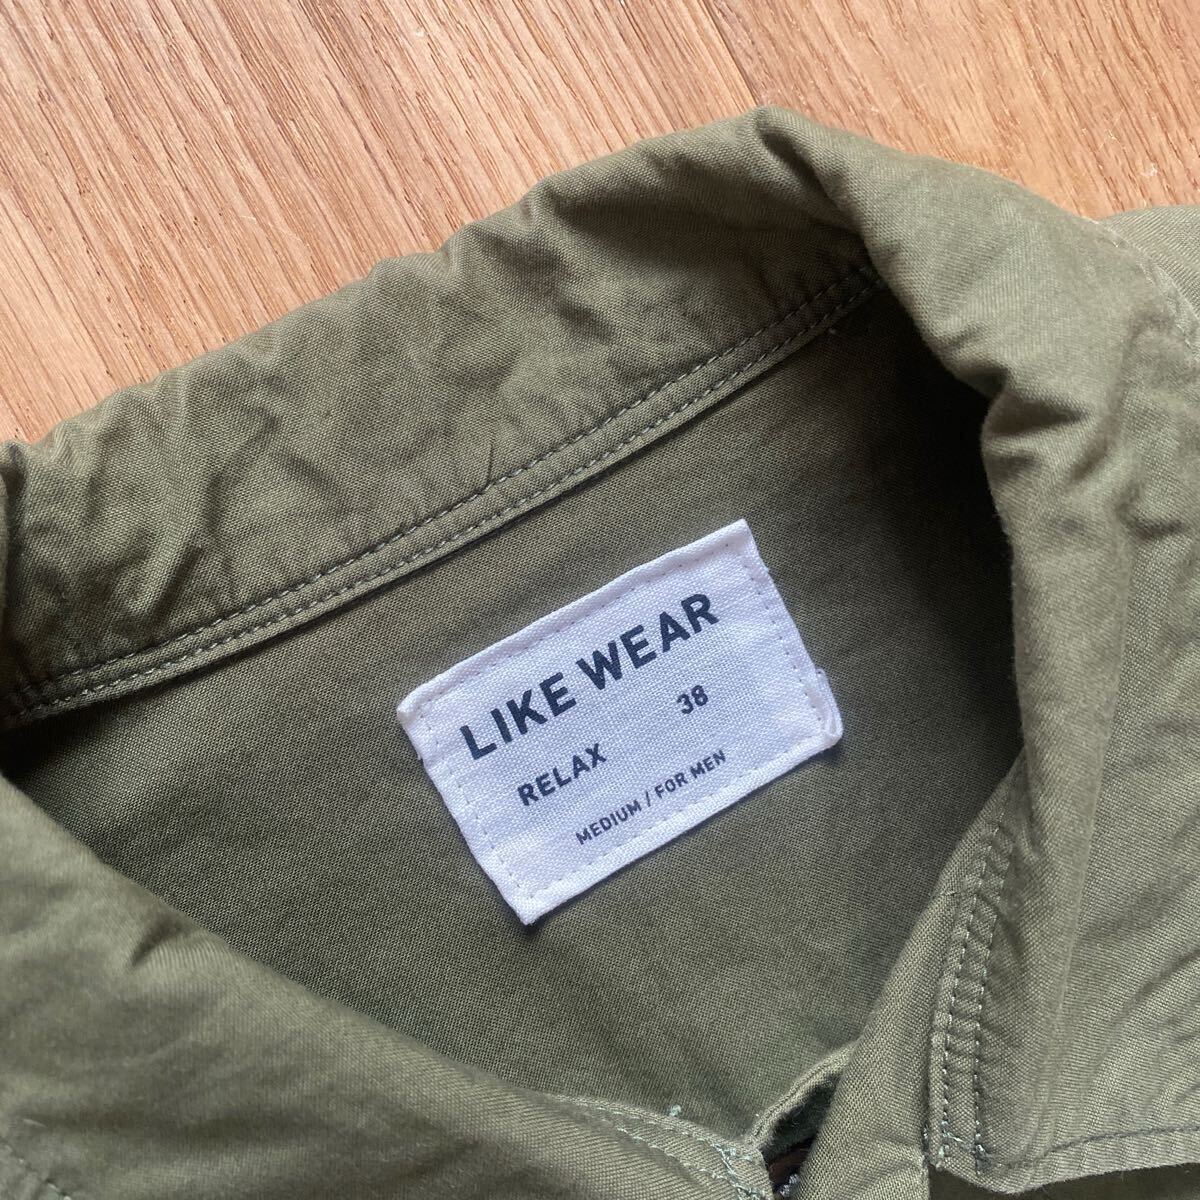 LIKE WEAR
RELAX 38
MEDIUM / FOR MEN